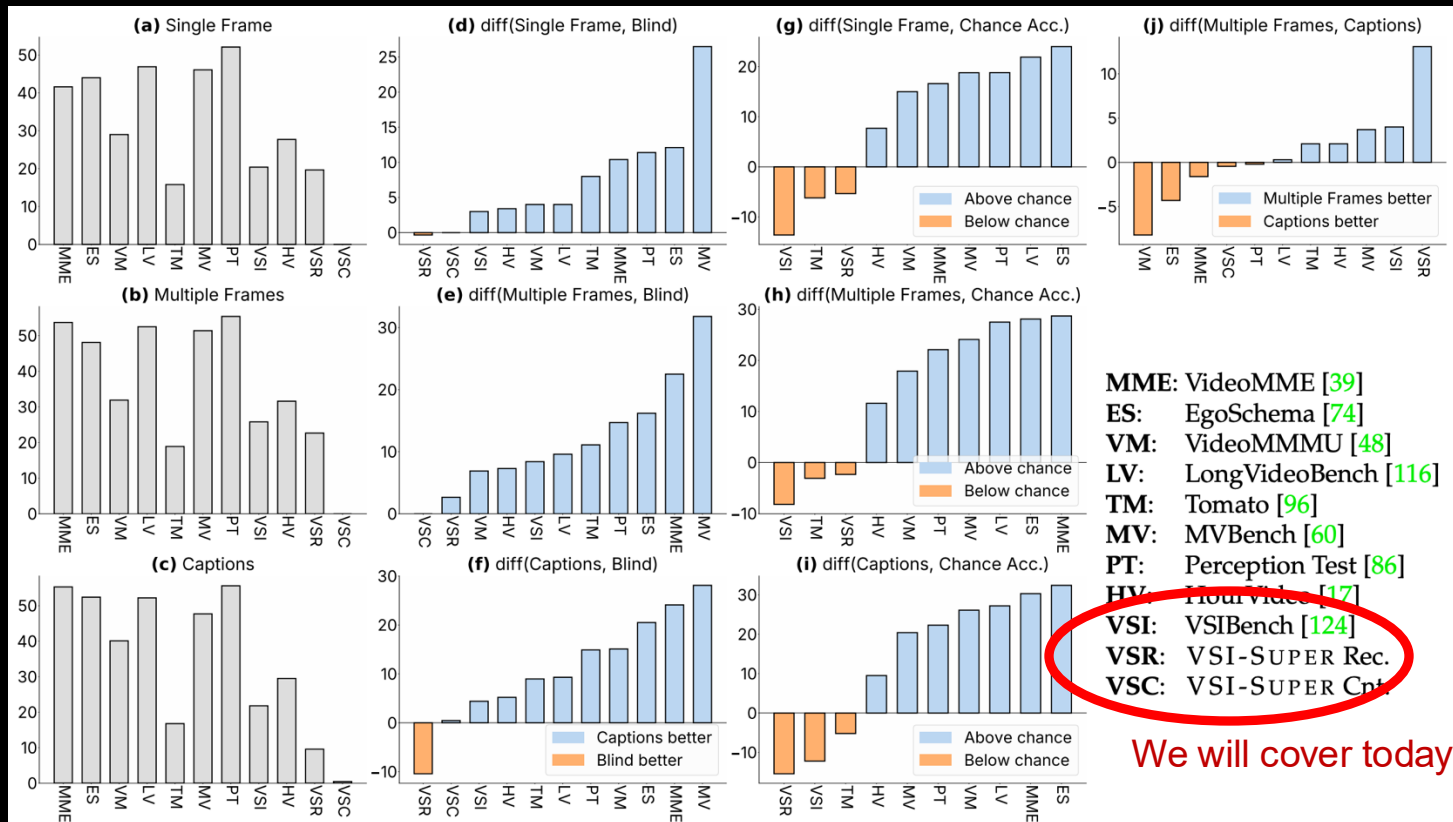 (a) Single Frame
50
40
30
20
10
0
MME ES VM LV TM MV PT VSI HV VSR VSC
(d) diff(Single Frame, Blind)
25
20
15
10
5
0
VSR VSC VSI HV VM LV TM MME PT ES MV
(g) diff(Single Frame, Chance Acc.)
20
10
0
−10
Above chance
Below chance
VSI TM VSR HV VM MME MV PT LV ES
(j) diff(Multiple Frames, Captions)
10
5
0
−5
Multiple Frames better
Captions better
VM ES MME VSC PT LV TM HV MV VSI VSR
(b) Multiple Frames
50
40
30
20
10
0
MME ES VM LV TM MV PT VSI HV VSR VSC
(e) diff(Multiple Frames, Blind)
30
20
10
0
VSC VSR VM HV VSI LV TM PT ES MME MV
(h) diff(Multiple Frames, Chance Acc.)
30
20
10
0
−10
Above chance
Below chance
VSI TM VSR HV VM PT MV LV ES MME
(c) Captions
50
40
30
20
10
0
MME ES VM LV TM MV PT VSI HV VSR VSC
(f) diff(Captions, Blind)
30
20
10
0
−10
Captions better
Blind better
VSR VSC VSI HV TM LV PT VM ES MME MV
(i) diff(Captions, Chance Acc.)
30
20
10
0
−10
Above chance
Below chance
VSR VSI TM HV MV PT VM LV MME ES
MME: VideoMME [39]
ES: EgoSchema [74]
VM: VideoMMMU [48]
LV: LongVideoBench [116]
TM: Tomato [96]
MV: MVBench [60]
PT: Perception Test [86]
HV: HourVideo [17]
VSI: VSIBench [124]
VSR: VSI-SUPER Rec.
VSC: VSI-SUPER Cnt.
We will cover today